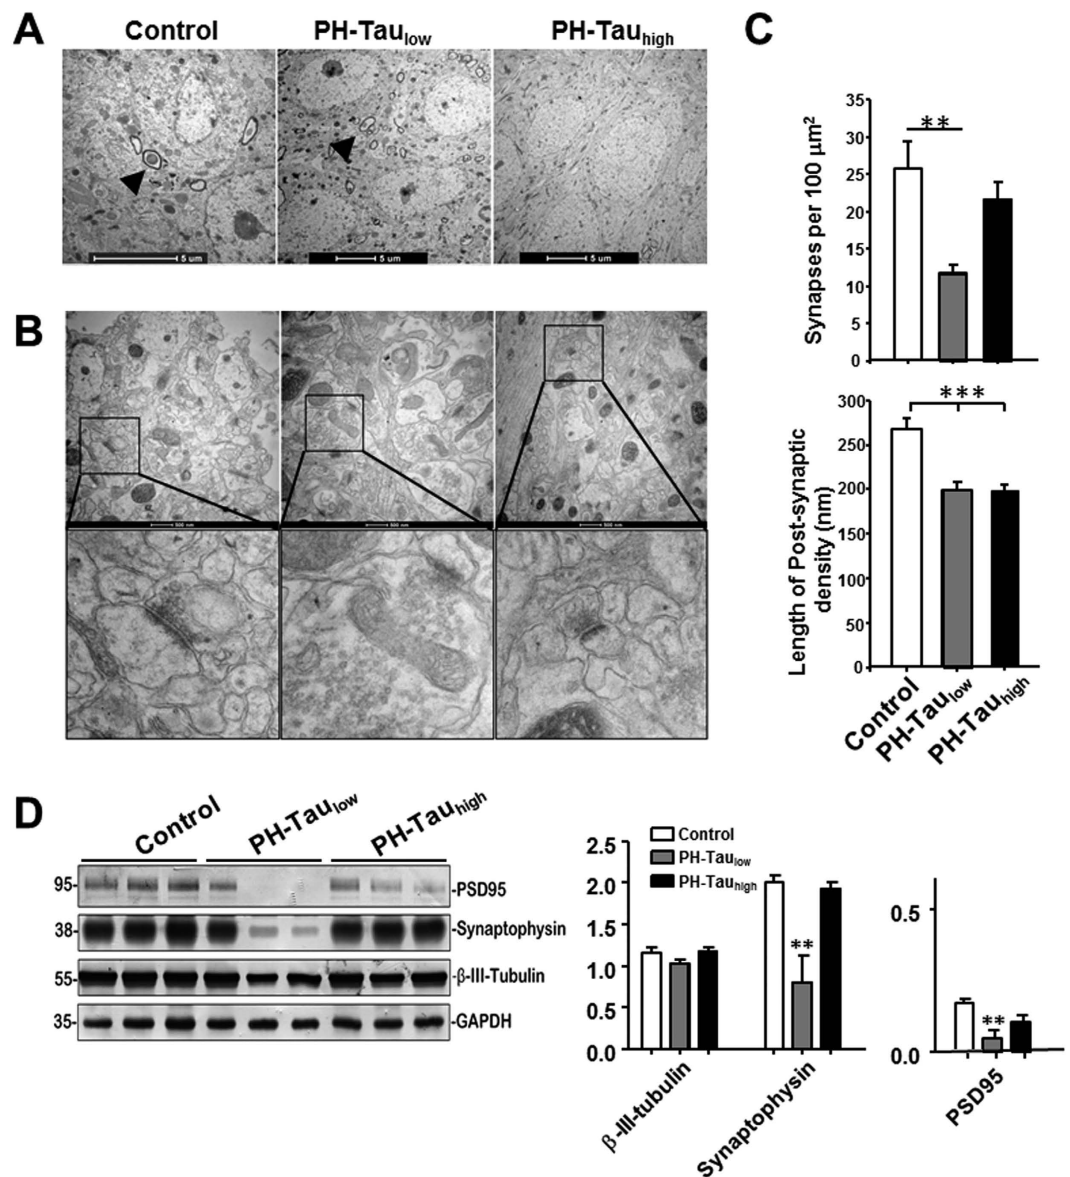 A
Control
PH-Taulow
PH-Tauhigh
5 um
5 um
5 um
B
500 nm
500 nm
500 nm
C
Synapses per 100 μm2
35
30
25
20
15
10
5
0
**
Length of Post-synaptic
density (nm)
300
250
200
150
100
50
0
***
Control
PH-Taulow
PH-Tauhigh
D
Control
PH-Taulow
PH-Tauhigh
95-
-PSD95
38-
-Synaptophysin
55-
-β-III-Tubulin
35-
-GAPDH
Control
PH-Taulow
PH-Tauhigh
2.5
2.0
1.5
1.0
0.5
0.0
**
β-III-tubulin
Synaptophysin
0.5
0.0
**
PSD95